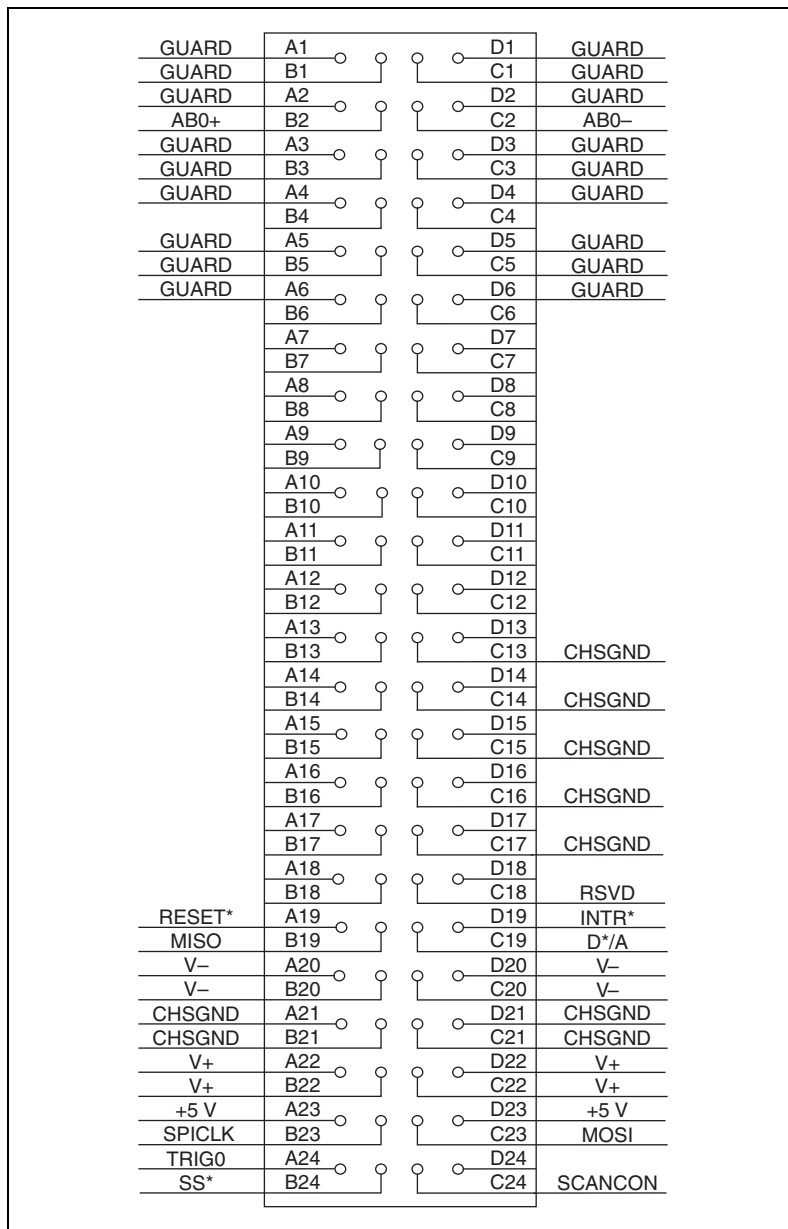 GUARD A1 D1 GUARD
GUARD B1 C1 GUARD
GUARD A2 D2 GUARD
AB0+ B2 C2 AB0–
GUARD A3 D3 GUARD
GUARD B3 C3 GUARD
GUARD A4 D4 GUARD
B4 C4
GUARD A5 D5 GUARD
GUARD B5 C5 GUARD
GUARD A6 D6 GUARD
B6 C6
A7 D7
B7 C7
A8 D8
B8 C8
A9 D9
B9 C9
A10 D10
B10 C10
A11 D11
B11 C11
A12 D12
B12 C12
A13 D13
B13 C13 CHSGND
A14 D14
B14 C14 CHSGND
A15 D15
B15 C15 CHSGND
A16 D16
B16 C16 CHSGND
A17 D17
B17 C17 CHSGND
A18 D18
B18 C18 RSVD
RESET* A19 D19 INTR*
MISO B19 C19 D*/A
V– A20 D20 V–
V– B20 C20 V–
CHSGND A21 D21 CHSGND
CHSGND B21 C21 CHSGND
V+ A22 D22 V+
V+ B22 C22 V+
+5 V A23 D23 +5 V
SPICLK B23 C23 MOSI
TRIG0 A24 D24
SS* B24 C24 SCANCON